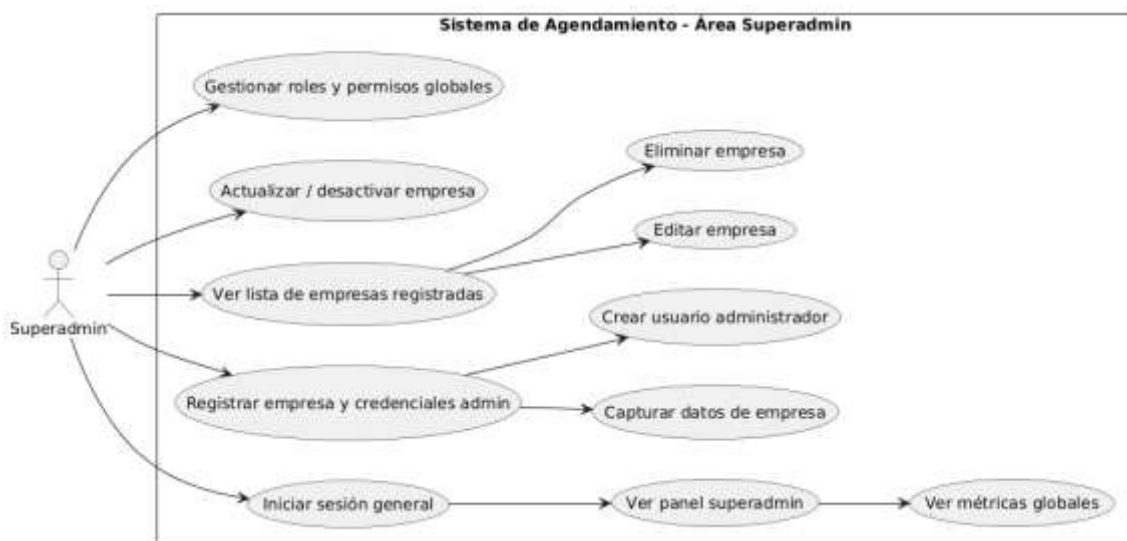 Sistema de Agendamiento - Área Superadmin
Gestionar roles y permisos globales
Eliminar empresa
Actualizar / desactivar empresa
Editar empresa
Ver lista de empresas registradas
Superadmin
Crear usuario administrador
Registrar empresa y credenciales admin
Capturar datos de empresa
Iniciar sesión general
Ver panel superadmin
Ver métricas globales